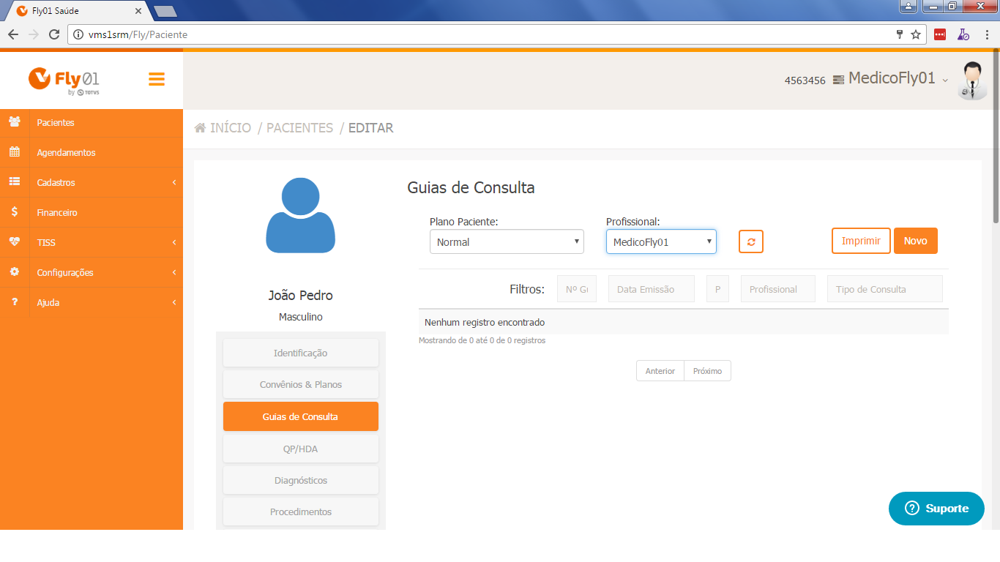 Fly01 Saúde
vms1srm/Fly/Paciente
Fly01
by TOTVS
4563456 MedicoFly01
Pacientes
Agendamentos
Cadastros
Financeiro
TISS
Configurações
Ajuda
INÍCIO / PACIENTES / EDITAR
João Pedro
Masculino
Identificação
Convênios & Planos
Guias de Consulta
QP/HDA
Diagnósticos
Procedimentos
Guias de Consulta
Plano Paciente: Profissional:
Normal MedicoFly01 Imprimir Novo
Filtros: Nº Gu Data Emissão P Profissional Tipo de Consulta
Nenhum registro encontrado
Mostrando de 0 até 0 de 0 registros
Anterior Próximo
Suporte